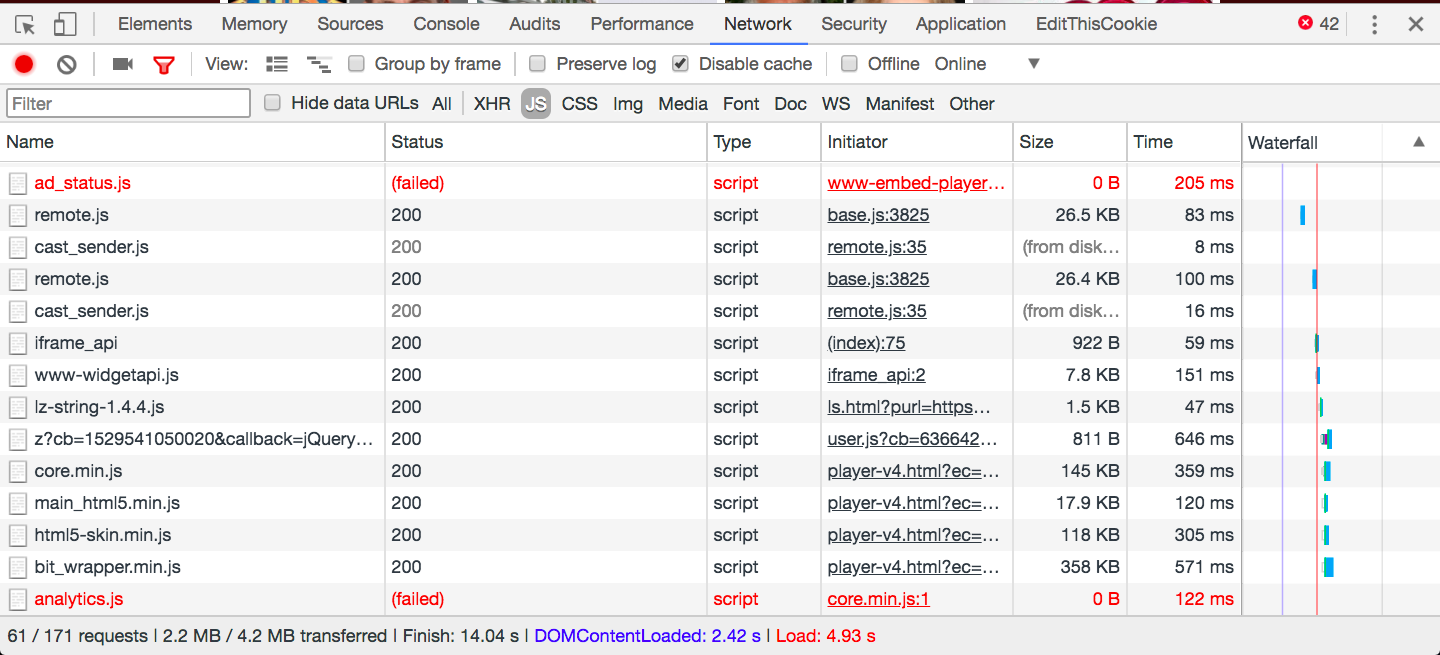 Elements Memory Sources Console Audits Performance Network Security Application EditThisCookie 42
View: Group by frame Preserve log Disable cache Offline Online
Filter Hide data URLs All XHR JS CSS Img Media Font Doc WS Manifest Other
Name Status Type Initiator Size Time Waterfall
ad_status.js (failed) script www-embed-player… 0 B 205 ms
remote.js 200 script base.js:3825 26.5 KB 83 ms
cast_sender.js 200 script remote.js:35 (from disk… 8 ms
remote.js 200 script base.js:3825 26.4 KB 100 ms
cast_sender.js 200 script remote.js:35 (from disk… 16 ms
iframe_api 200 script (index):75 922 B 59 ms
www-widgetapi.js 200 script iframe_api:2 7.8 KB 151 ms
lz-string-1.4.4.js 200 script ls.html?purl=https… 1.5 KB 47 ms
z?cb=1529541050020&callback=jQuery… 200 script user.js?cb=636642… 811 B 646 ms
core.min.js 200 script player-v4.html?ec=… 145 KB 359 ms
main_html5.min.js 200 script player-v4.html?ec=… 17.9 KB 120 ms
html5-skin.min.js 200 script player-v4.html?ec=… 118 KB 305 ms
bit_wrapper.min.js 200 script player-v4.html?ec=… 358 KB 571 ms
analytics.js (failed) script core.min.js:1 0 B 122 ms
61 / 171 requests | 2.2 MB / 4.2 MB transferred | Finish: 14.04 s | DOMContentLoaded: 2.42 s | Load: 4.93 s